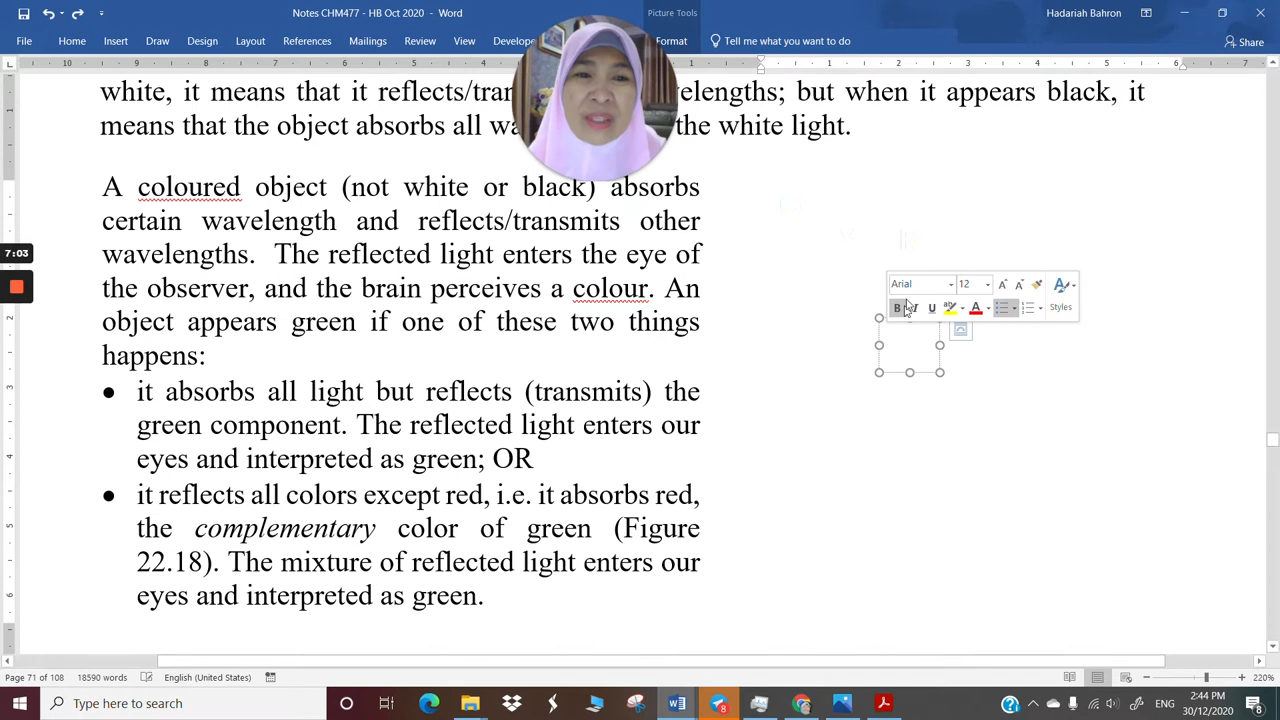 Notes CHM477 - HB Oct 2020 - Word
Picture Tools
Hadariah Bahron
File Home Insert Draw Design Layout References Mailings Review View Format Tell me what you want to do Share
white, it means that it elengths; but when it appears black, it
means that the object absorbs all the white light.
A coloured object (not white or black) absorbs
certain wavelength and reflects/transmits other
wavelengths. The reflected light enters the eye of
the observer, and the brain perceives a colour. An
object appears green if one of these two things
happens:
• it absorbs all light but reflects (transmits) the
green component. The reflected light enters our
eyes and interpreted as green; OR
• it reflects all colors except red, i.e. it absorbs red,
the complementary color of green (Figure
22.18). The mixture of reflected light enters our
eyes and interpreted as green.
7:03
Arial 12
B I U A Styles
Page 71 of 108 18590 words English (United States) 220%
Type here to search
8
2:44 PM
30/12/2020
8